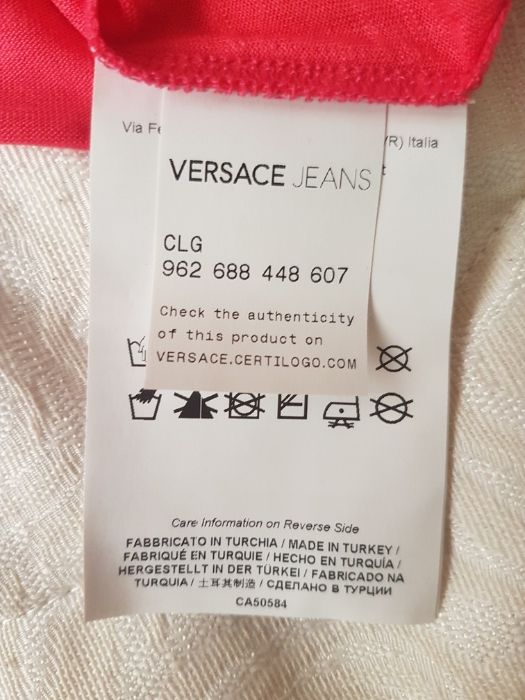 Via
(R) Italia
VERSACE JEANS
CLG
962 688 448 607
Check the authenticity
of this product on
VERSACE.CERTILOGO.COM
Care Information on Reverse Side
FABBRICATO IN TURCHIA / MADE IN TURKEY /
FABRIQUÉ EN TURQUIE / HECHO EN TURQUÍA /
HERGESTELLT IN DER TÜRKEI / FABRICADO NA
TURQUIA / 土耳其制造 / СДЕЛАНО В ТУРЦИИ
CA50584